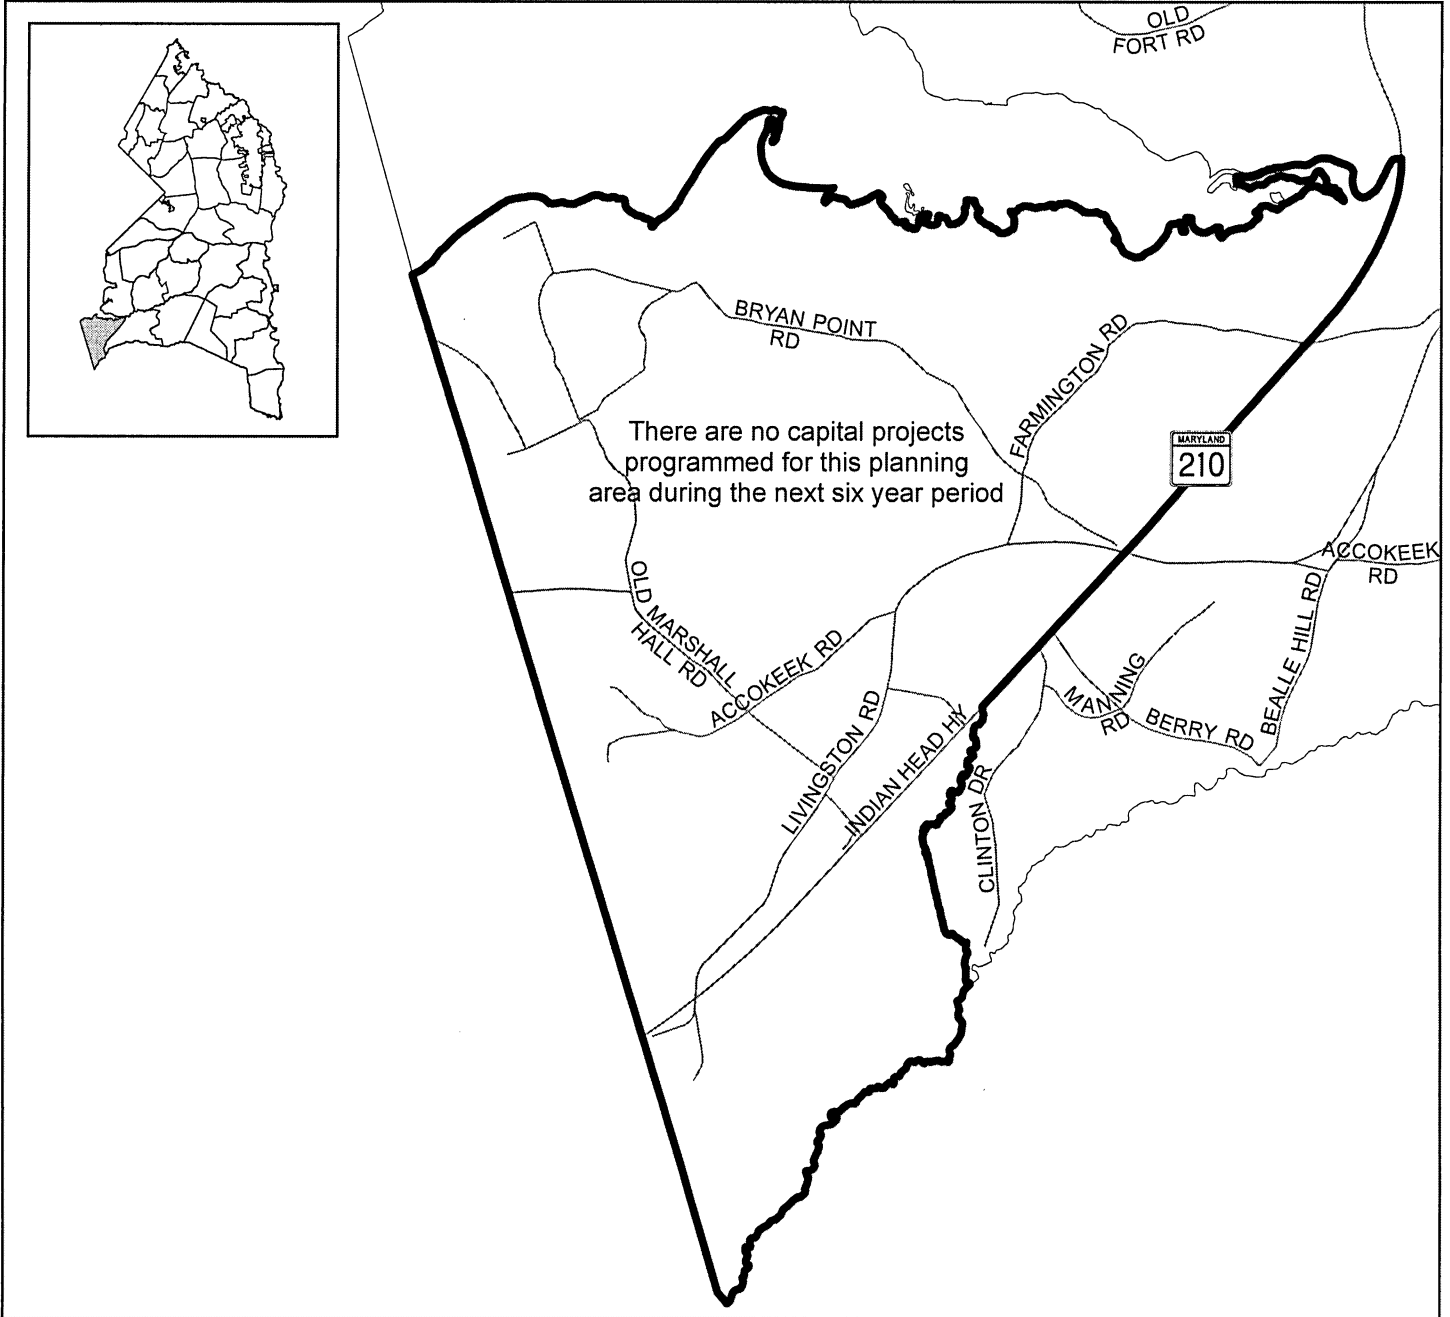 OLD
FORT RD
BRYAN POINT
RD
FARMINGTON RD
There are no capital projects
programmed for this planning
area during the next six year period
MARYLAND
210
ACCOKEEK
RD
OLD MARSHALL
HALL RD
ACCOKEEK RD
LIVINGSTON RD
INDIAN HEAD HY
CLINTON DR
MANNING
RD
BERRY RD
BEALLE HILL RD